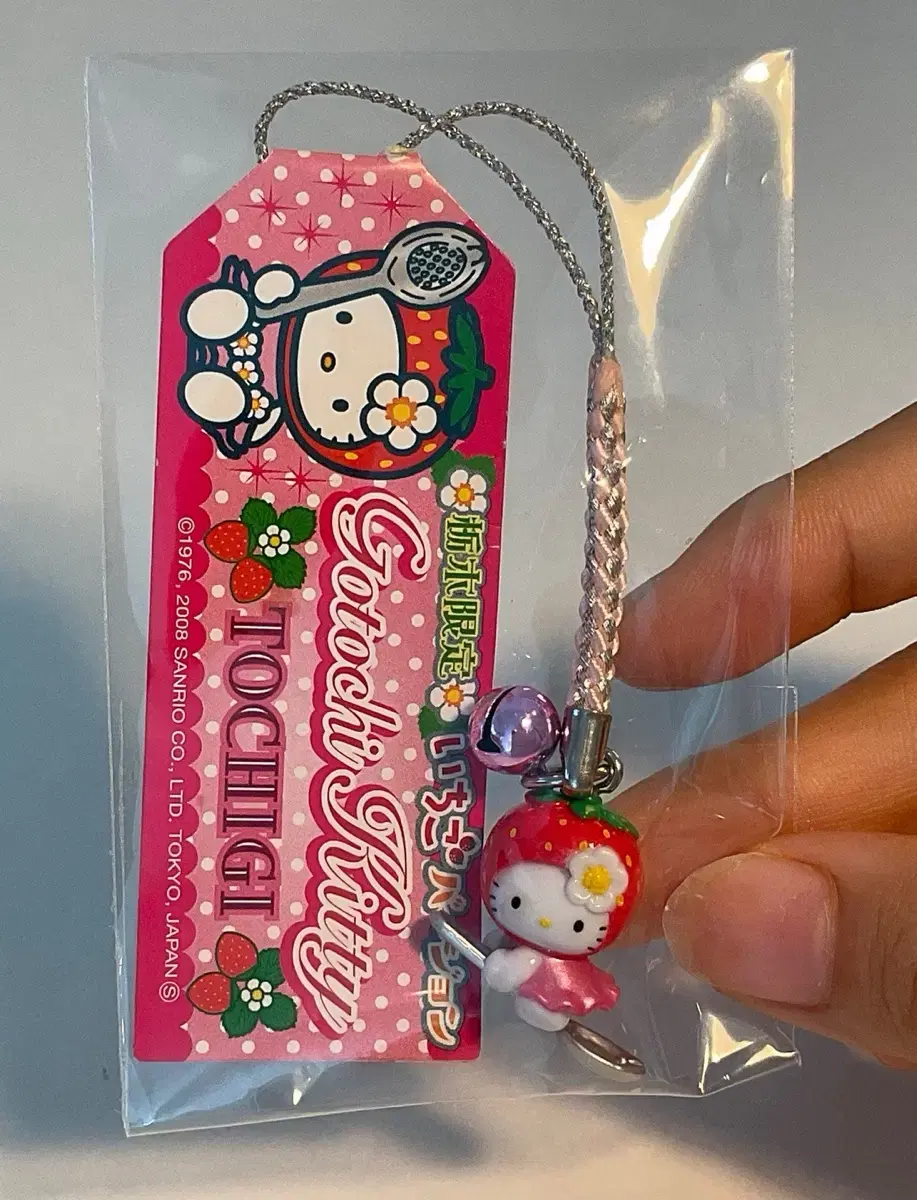 栃木限定
いちごバージョン
Gotochi Kitty
TOCHIGI
©1976, 2008 SANRIO CO., LTD. TOKYO, JAPAN Ⓢ